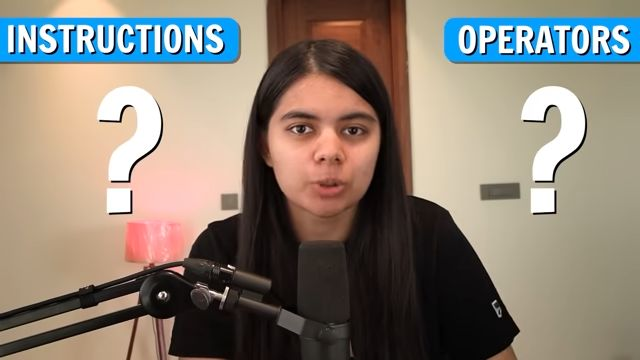 INSTRUCTIONS
OPERATORS
?
?